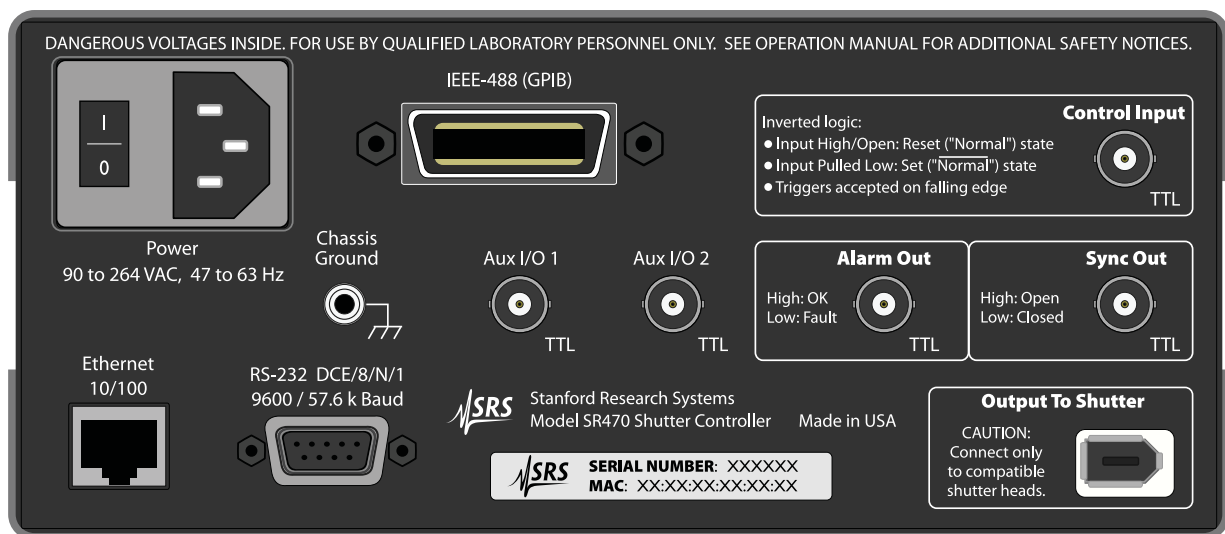 DANGEROUS VOLTAGES INSIDE. FOR USE BY QUALIFIED LABORATORY PERSONNEL ONLY.  SEE OPERATION MANUAL FOR ADDITIONAL SAFETY NOTICES.
I
0
Power
90 to 264 VAC,  47 to 63 Hz
IEEE-488 (GPIB)
Control Input
Inverted logic:
● Input High/Open: Reset ("Normal") state
● Input Pulled Low: Set ("N̅o̅r̅m̅a̅l̅") state
● Triggers accepted on falling edge
TTL
Chassis
Ground
Aux I/O 1
TTL
Aux I/O 2
TTL
Alarm Out
High: OK
Low: Fault
TTL
Sync Out
High: Open
Low: Closed
TTL
Ethernet
10/100
RS-232  DCE/8/N/1
9600 / 57.6 k Baud
SRS
Stanford Research Systems
Model SR470 Shutter Controller
Made in USA
SRS
SERIAL NUMBER:  XXXXXX
MAC:  XX:XX:XX:XX:XX:XX
Output To Shutter
CAUTION:
Connect only
to compatible
shutter heads.